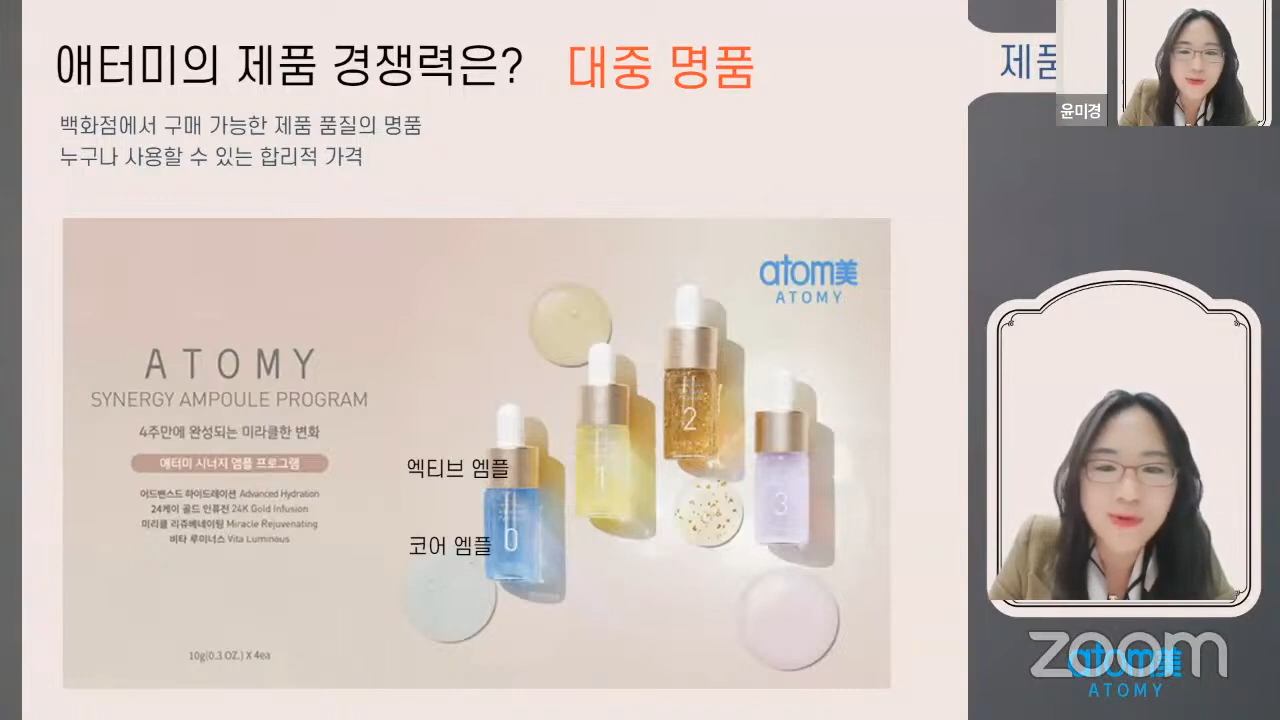 애터미의 제품 경쟁력은? 대중 명품
백화점에서 구매 가능한 제품 품질의 명품
누구나 사용할 수 있는 합리적 가격
제품
윤미경
atom美
ATOMY
ATOMY
SYNERGY AMPOULE PROGRAM
4주만에 완성되는 미라클한 변화
애터미 시너지 앰플 프로그램
어드밴스드 하이드레이션 Advanced Hydration
24케이 골드 인퓨전 24K Gold Infusion
미리클 리쥬베네이팅 Miracle Rejuvenating
비타 루미너스 Vita Luminous
10g(0.3 OZ.) X 4ea
엑티브 엠플
코어 엠플
0
1
2
3
zoom
atom美
ATOMY